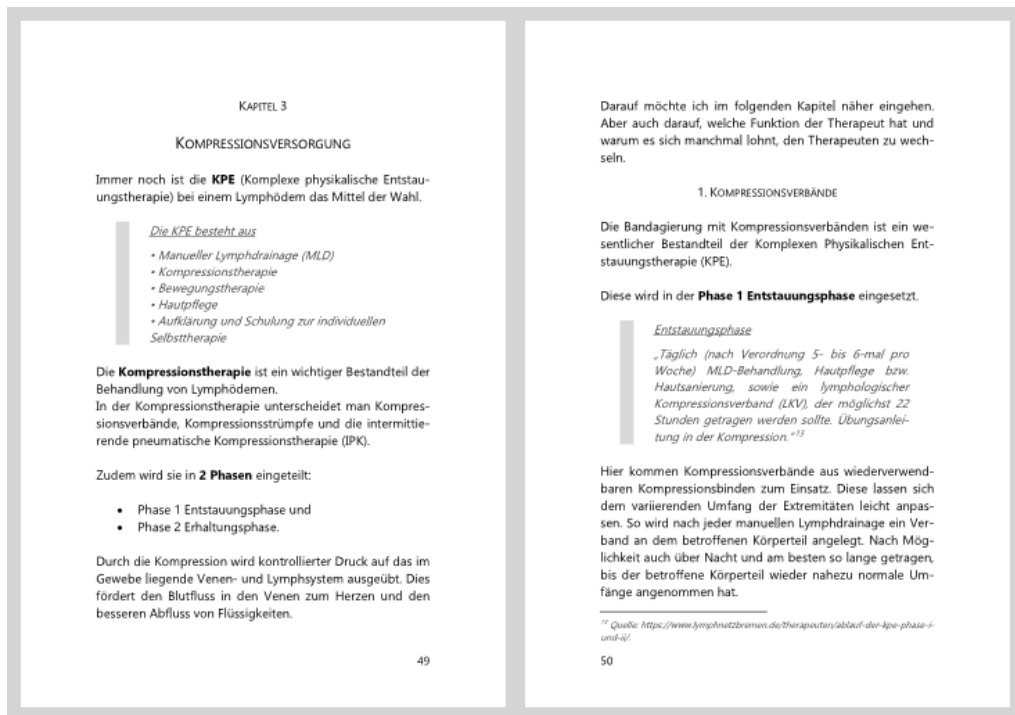 KAPITEL 3
KOMPRESSIONSVERSORGUNG
Immer noch ist die KPE (Komplexe physikalische Entstau-
ungstherapie) bei einem Lymphödem das Mittel der Wahl.
Die KPE besteht aus
• Manueller Lymphdrainage (MLD)
• Kompressionstherapie
• Bewegungstherapie
• Hautpflege
• Aufklärung und Schulung zur individuellen
Selbsttherapie
Die Kompressionstherapie ist ein wichtiger Bestandteil der
Behandlung von Lymphödemen.
In der Kompressionstherapie unterscheidet man Kompres-
sionsverbände, Kompressionsstrümpfe und die intermittie-
rende pneumatische Kompressionstherapie (IPK).
Zudem wird sie in 2 Phasen eingeteilt:
• Phase 1 Entstauungsphase und
• Phase 2 Erhaltungsphase.
Durch die Kompression wird kontrollierter Druck auf das im
Gewebe liegende Venen- und Lymphsystem ausgeübt. Dies
fördert den Blutfluss in den Venen zum Herzen und den
besseren Abfluss von Flüssigkeiten.
49
Darauf möchte ich im folgenden Kapitel näher eingehen.
Aber auch darauf, welche Funktion der Therapeut hat und
warum es sich manchmal lohnt, den Therapeuten zu wech-
seln.
1. KOMPRESSIONSVERBÄNDE
Die Bandagierung mit Kompressionsverbänden ist ein we-
sentlicher Bestandteil der Komplexen Physikalischen Ent-
stauungstherapie (KPE).
Diese wird in der Phase 1 Entstauungsphase eingesetzt.
Entstauungsphase
„Täglich (nach Verordnung 5- bis 6-mal pro
Woche) MLD-Behandlung, Hautpflege bzw.
Hautsanierung, sowie ein lymphologischer
Kompressionsverband (LKV), der möglichst 22
Stunden getragen werden sollte. Übungsanlei-
tung in der Kompression."13
Hier kommen Kompressionsverbände aus wiederverwend-
baren Kompressionsbinden zum Einsatz. Diese lassen sich
dem variierenden Umfang der Extremitäten leicht anpas-
sen. So wird nach jeder manuellen Lymphdrainage ein Ver-
band an dem betroffenen Körperteil angelegt. Nach Mög-
lichkeit auch über Nacht und am besten so lange getragen,
bis der betroffene Körperteil wieder nahezu normale Um-
fänge angenommen hat.
13 Quelle: https://www.lymphnetzbremen.de/therapeuten/ablauf-der-kpe-phase-i-
und-ii/.
50